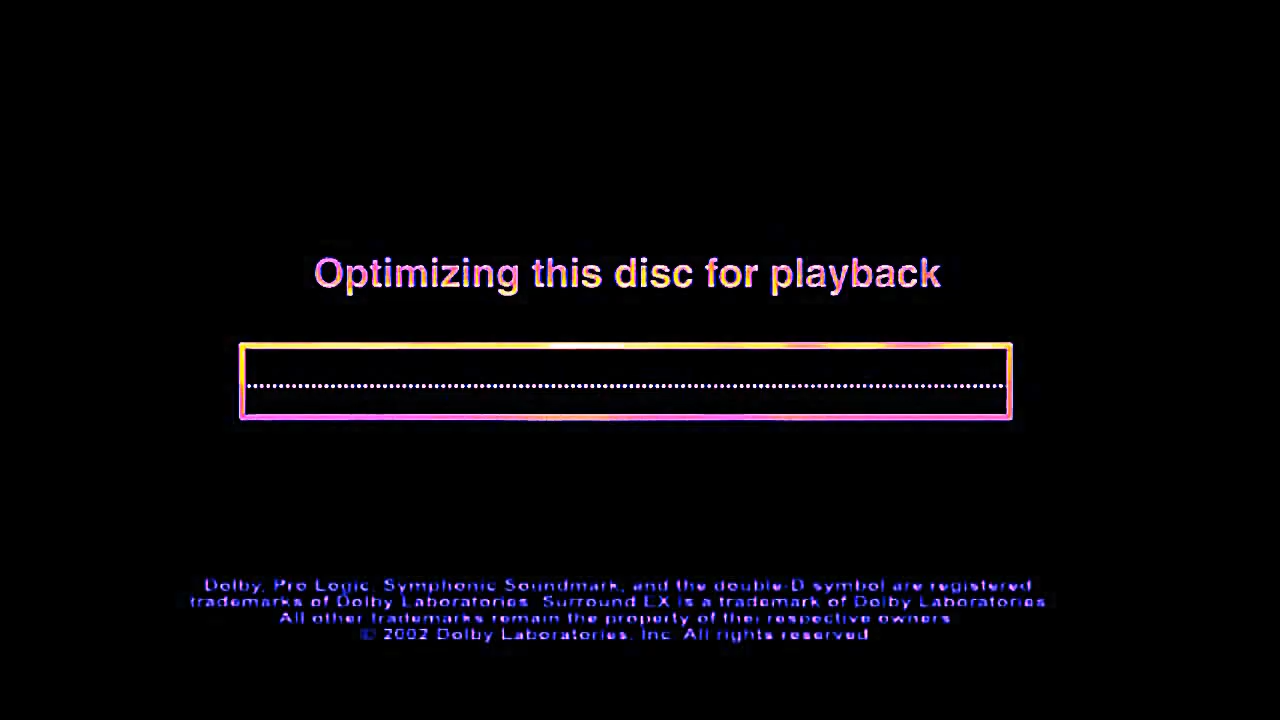 Optimizing this disc for playback
Dolby, Pro Logic, Symphonic Soundmark, and the double-D symbol are registered
trademarks of Dolby Laboratories. Surround EX is a trademark of Dolby Laboratories.
All other trademarks remain the property of their respective owners.
© 2002 Dolby Laboratories, Inc. All rights reserved.